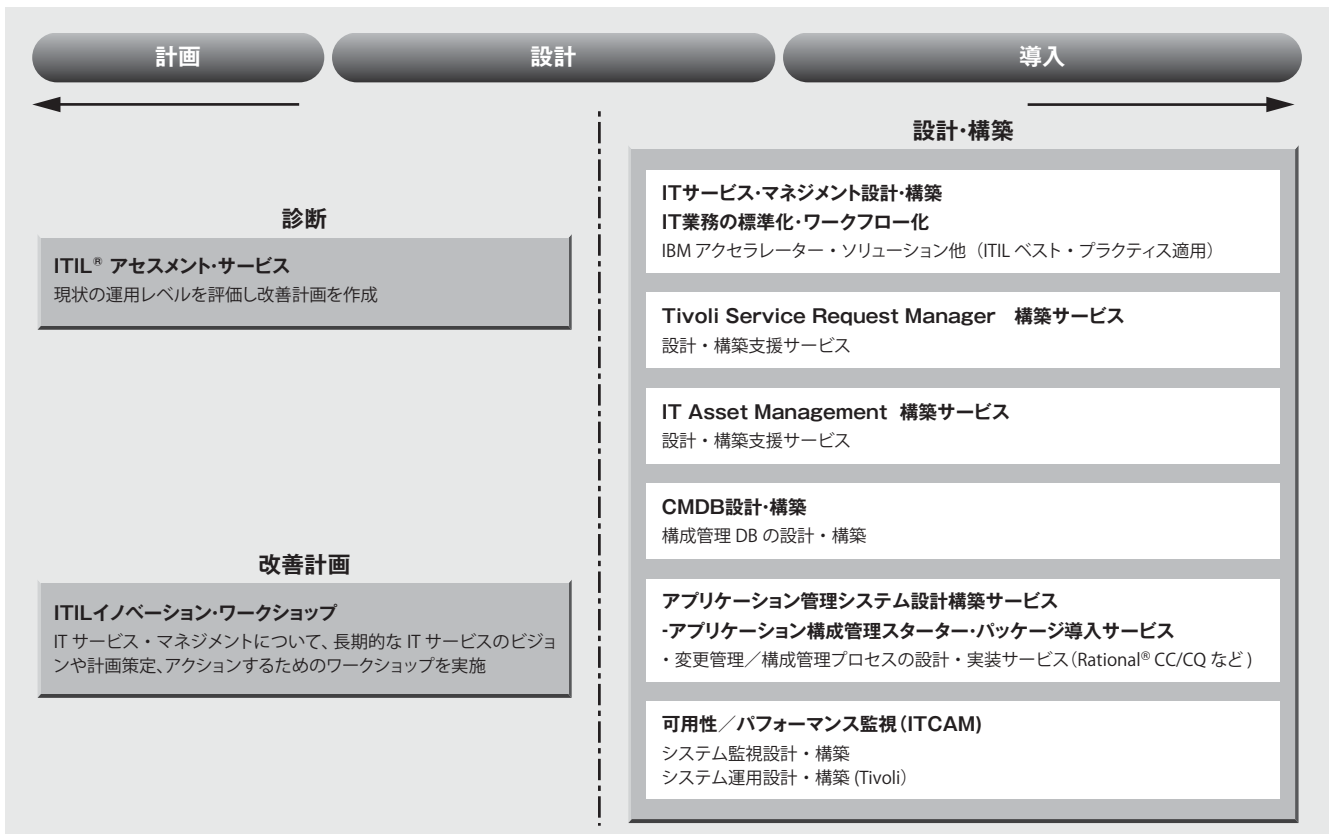 計画
設計
導入
診断
ITIL® アセスメント・サービス
現状の運用レベルを評価し改善計画を作成
改善計画
ITILイノベーション・ワークショップ
IT サービス・マネジメントについて、長期的な IT サービスのビジョ
ンや計画策定、アクションするためのワークショップを実施
設計・構築
ITサービス・マネジメント設計・構築
IT業務の標準化・ワークフロー化
IBM アクセラレーター・ソリューション他（ITIL ベスト・プラクティス適用）
Tivoli Service Request Manager 構築サービス
設計・構築支援サービス
IT Asset Management 構築サービス
設計・構築支援サービス
CMDB設計・構築
構成管理 DB の設計・構築
アプリケーション管理システム設計構築サービス
-アプリケーション構成管理スターター・パッケージ導入サービス
・変更管理／構成管理プロセスの設計・実装サービス（Rational® CC/CQ など )
可用性／パフォーマンス監視（ITCAM)
システム監視設計・構築
システム運用設計・構築 (Tivoli）